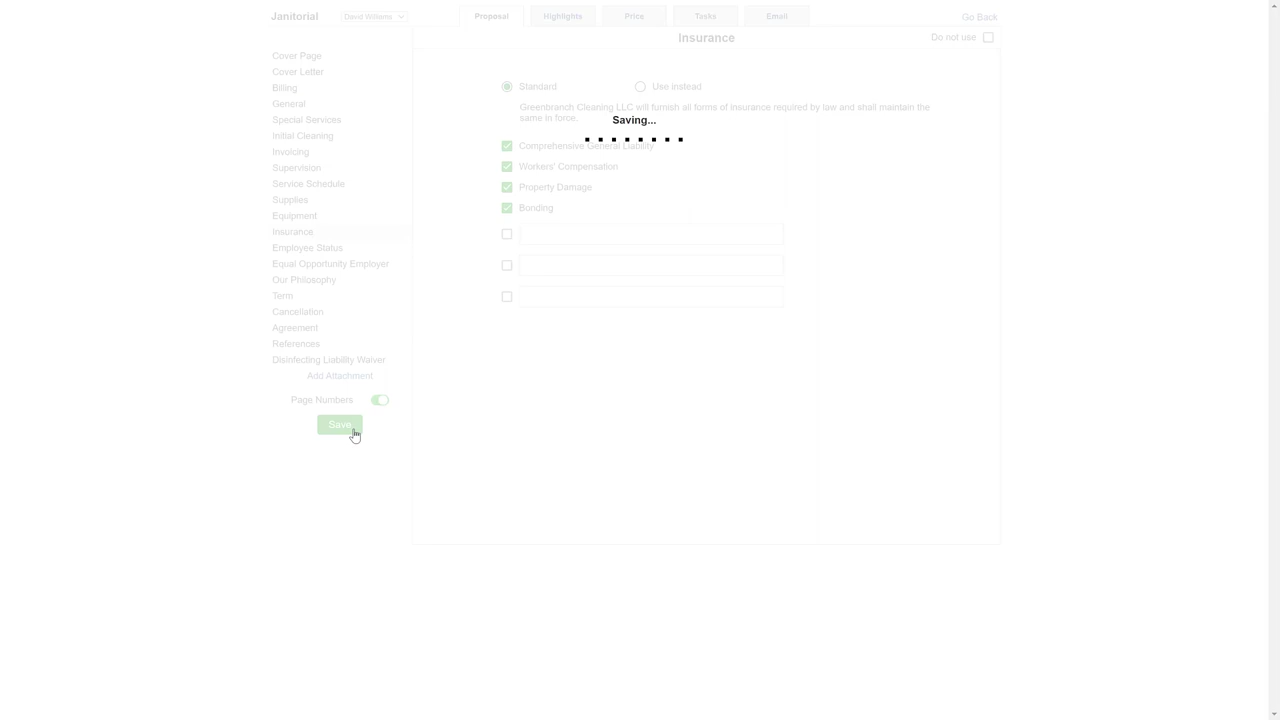 Janitorial
David Williams
Proposal
Highlights
Price
Tasks
Email
Go Back
Insurance
Do not use
Cover Page
Cover Letter
Billing
General
Special Services
Initial Cleaning
Invoicing
Supervision
Service Schedule
Supplies
Equipment
Insurance
Employee Status
Equal Opportunity Employer
Our Philosophy
Term
Cancellation
Agreement
References
Disinfecting Liability Waiver
Add Attachment
Page Numbers
Save
Standard
Use instead
Greenbranch Cleaning LLC will furnish all forms of insurance required by law and shall maintain the
same in force.
Saving...
Comprehensive General Liability
Workers' Compensation
Property Damage
Bonding